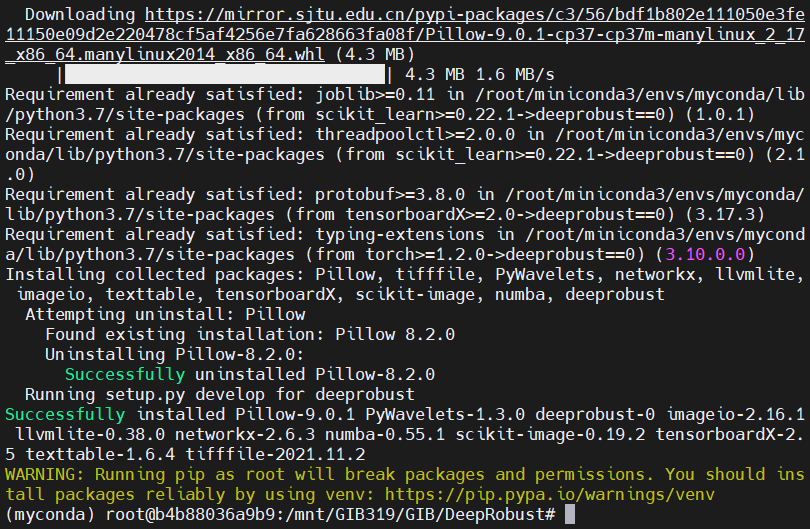 Downloading https://mirror.sjtu.edu.cn/pypi-packages/c3/56/bdf1b802e111050e3fe
11150e09d2e220478cf5af4256e7fa628663fa08f/Pillow-9.0.1-cp37-cp37m-manylinux_2_17
_x86_64.manylinux2014_x86_64.whl (4.3 MB)
|████████████████████████████████| 4.3 MB 1.6 MB/s
Requirement already satisfied: joblib>=0.11 in /root/miniconda3/envs/myconda/lib
/python3.7/site-packages (from scikit_learn>=0.22.1->deeprobust==0) (1.0.1)
Requirement already satisfied: threadpoolctl>=2.0.0 in /root/miniconda3/envs/myc
onda/lib/python3.7/site-packages (from scikit_learn>=0.22.1->deeprobust==0) (2.1
.0)
Requirement already satisfied: protobuf>=3.8.0 in /root/miniconda3/envs/myconda/
lib/python3.7/site-packages (from tensorboardX>=2.0->deeprobust==0) (3.17.3)
Requirement already satisfied: typing-extensions in /root/miniconda3/envs/mycond
a/lib/python3.7/site-packages (from torch>=1.2.0->deeprobust==0) (3.10.0.0)
Installing collected packages: Pillow, tifffile, PyWavelets, networkx, llvmlite,
imageio, texttable, tensorboardX, scikit-image, numba, deeprobust
Attempting uninstall: Pillow
Found existing installation: Pillow 8.2.0
Uninstalling Pillow-8.2.0:
Successfully uninstalled Pillow-8.2.0
Running setup.py develop for deeprobust
Successfully installed Pillow-9.0.1 PyWavelets-1.3.0 deeprobust-0 imageio-2.16.1
llvmlite-0.38.0 networkx-2.6.3 numba-0.55.1 scikit-image-0.19.2 tensorboardX-2.
5 texttable-1.6.4 tifffile-2021.11.2
WARNING: Running pip as root will break packages and permissions. You should ins
tall packages reliably by using venv: https://pip.pypa.io/warnings/venv
(myconda) root@b4b88036a9b9:/mnt/GIB319/GIB/DeepRobust#